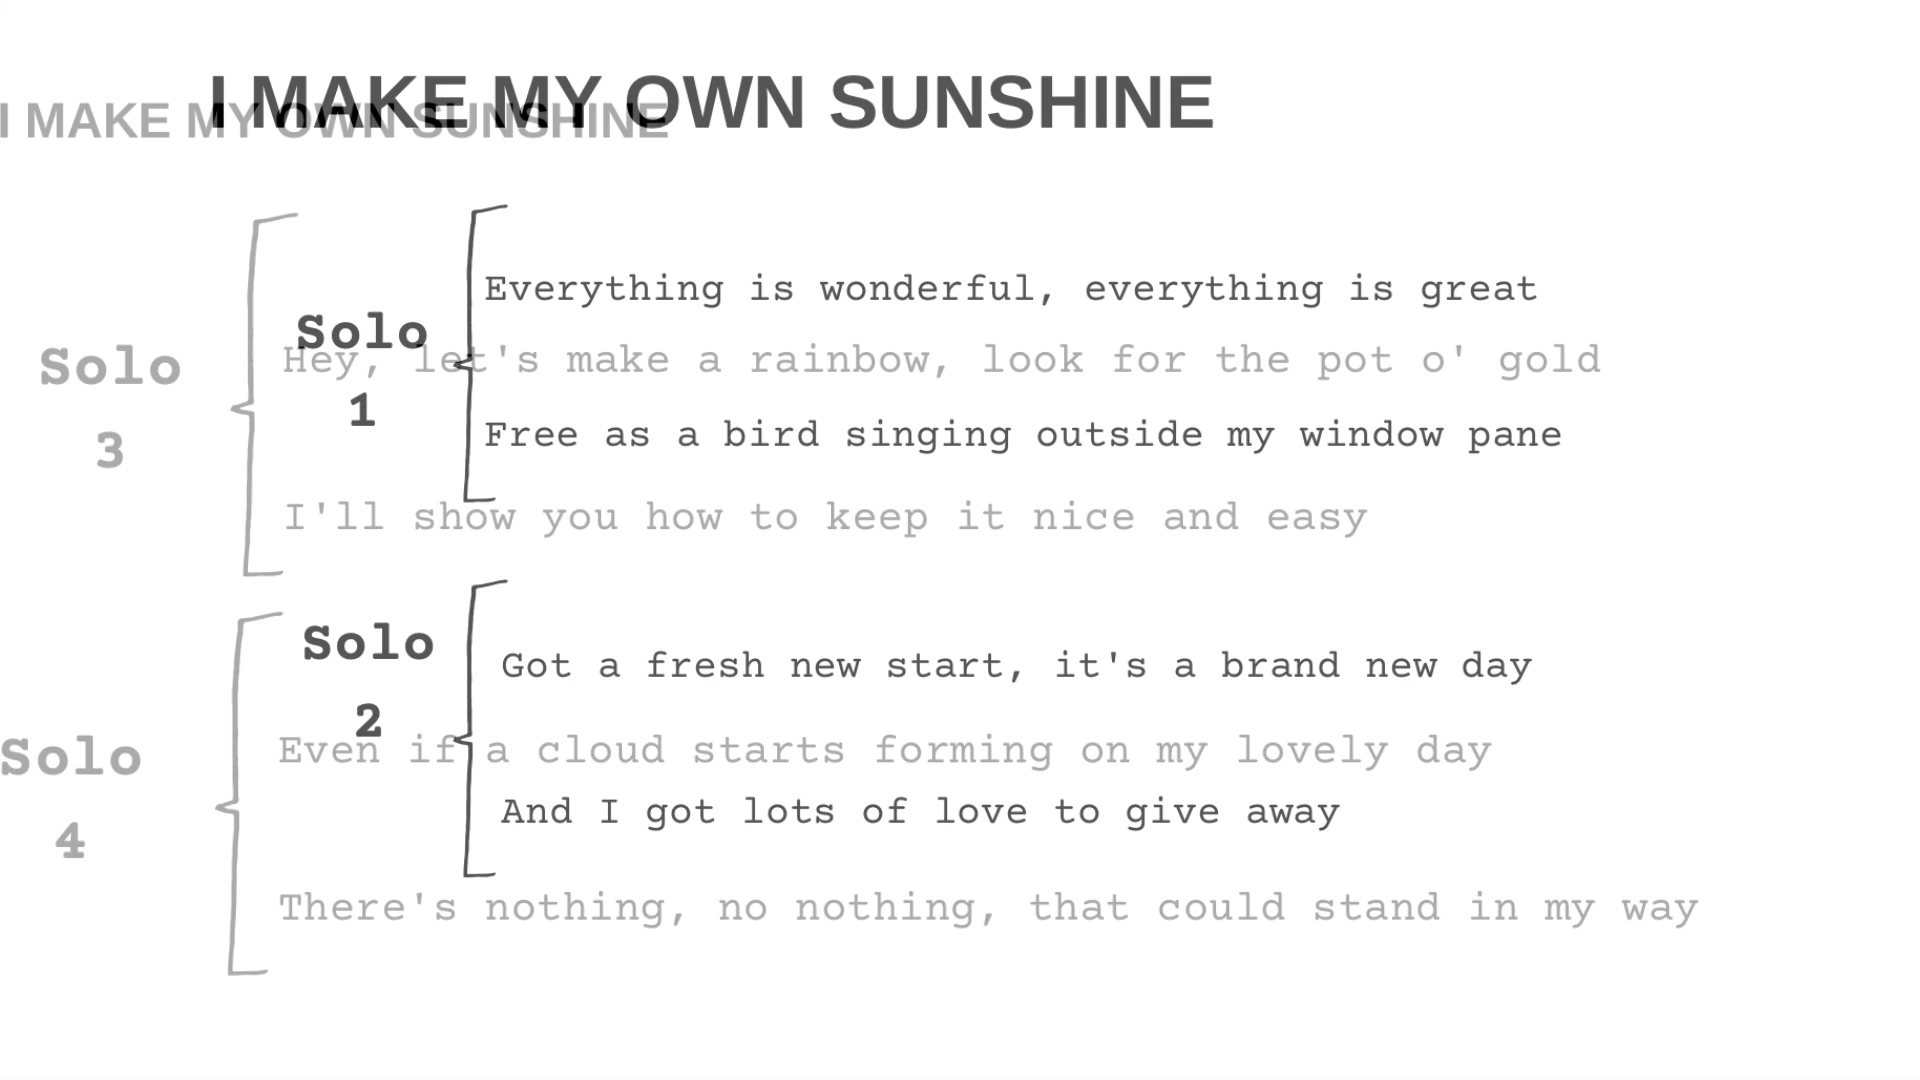 I MAKE MY OWN SUNSHINE
Solo
1
Everything is wonderful, everything is great
Free as a bird singing outside my window pane
Solo
2
Got a fresh new start, it's a brand new day
And I got lots of love to give away
I MAKE MY OWN SUNSHINE
Solo
3
Hey, let's make a rainbow, look for the pot o' gold
I'll show you how to keep it nice and easy
Solo
4
Even if a cloud starts forming on my lovely day
There's nothing, no nothing, that could stand in my way